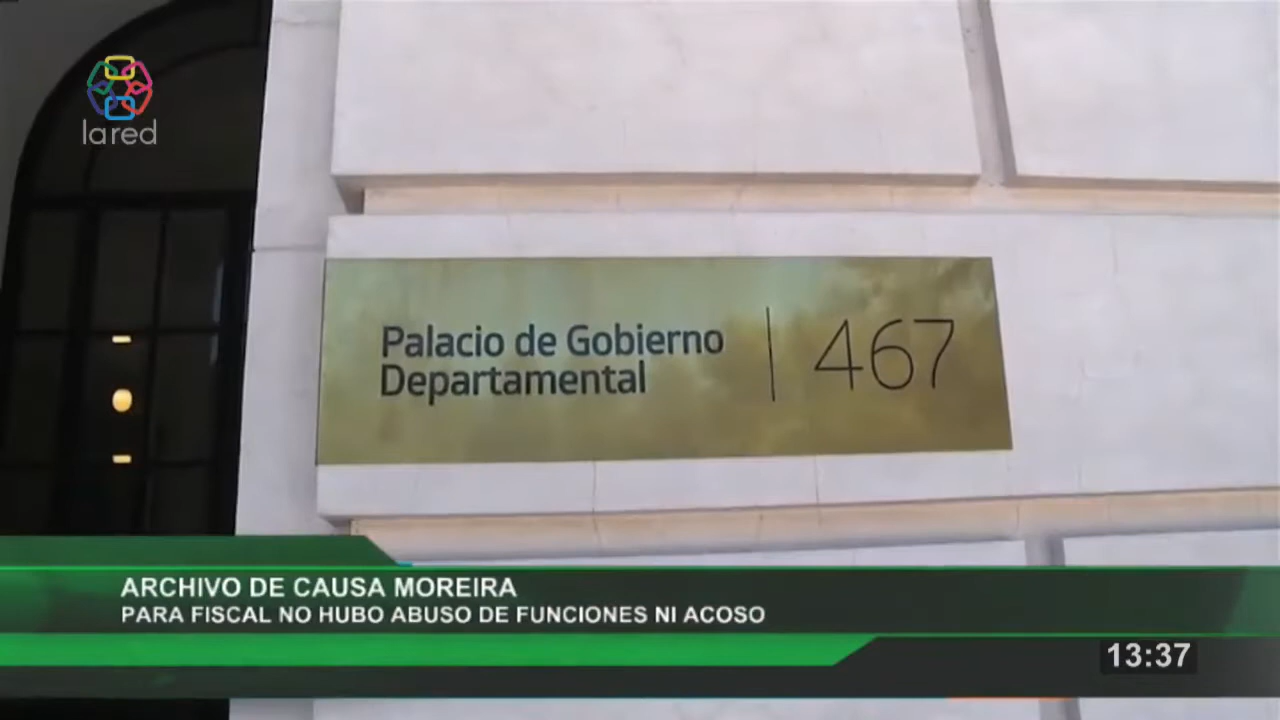 lared
Palacio de Gobierno
Departamental
467
ARCHIVO DE CAUSA MOREIRA
PARA FISCAL NO HUBO ABUSO DE FUNCIONES NI ACOSO
13:37